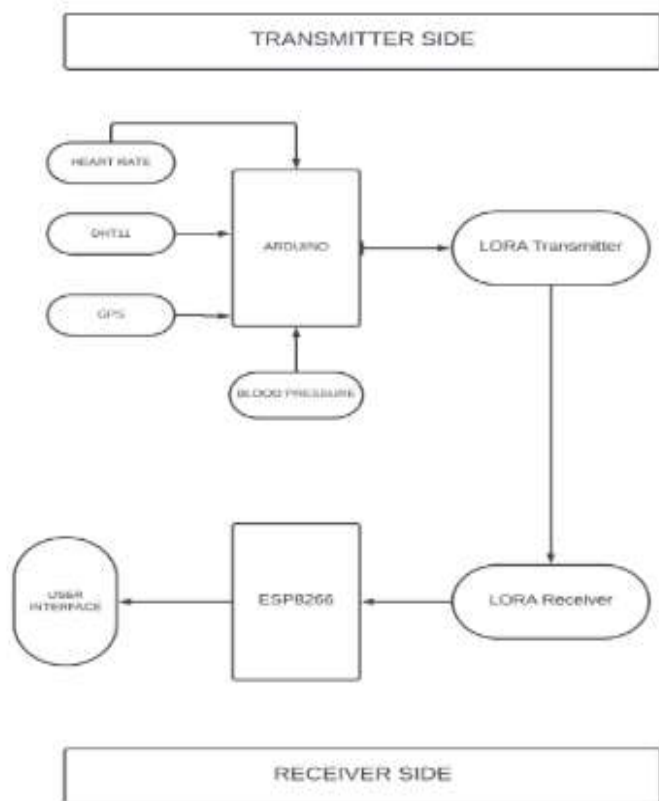 TRANSMITTER SIDE
HEART RATE
DHT11
ARDUINO
LORA Transmitter
GPS
BLOOD PRESSURE
USER
INTERFACE
ESP8266
LORA Receiver
RECEIVER SIDE